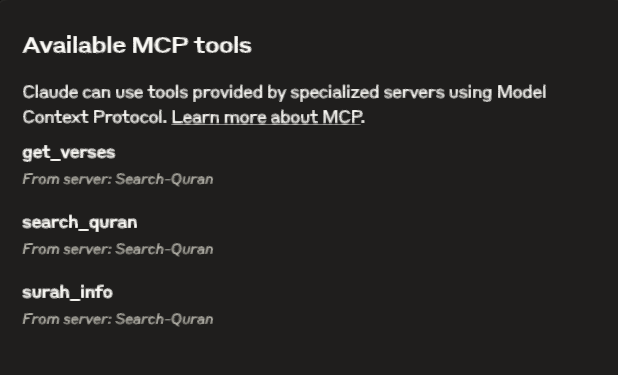 Available MCP tools
Claude can use tools provided by specialized servers using Model
Context Protocol. Learn more about MCP.
get_verses
From server: Search-Quran
search_quran
From server: Search-Quran
surah_info
From server: Search-Quran